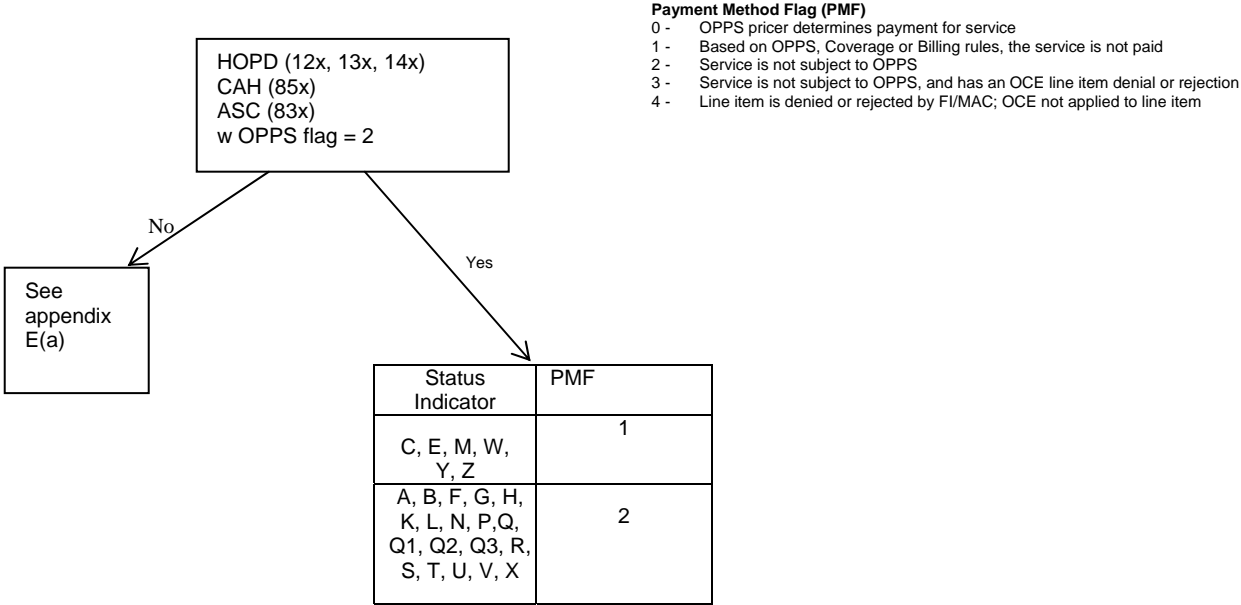 Payment Method Flag (PMF)
0 - OPPS pricer determines payment for service
1 - Based on OPPS, Coverage or Billing rules, the service is not paid
2 - Service is not subject to OPPS
3 - Service is not subject to OPPS, and has an OCE line item denial or rejection
4 - Line item is denied or rejected by FI/MAC; OCE not applied to line item
HOPD (12x, 13x, 14x)
CAH (85x)
ASC (83x)
w OPPS flag = 2
No
Yes
See
appendix
E(a)
Status
Indicator
PMF
C, E, M, W,
Y, Z
1
A, B, F, G, H,
K, L, N, P,Q,
Q1, Q2, Q3, R,
S, T, U, V, X
2